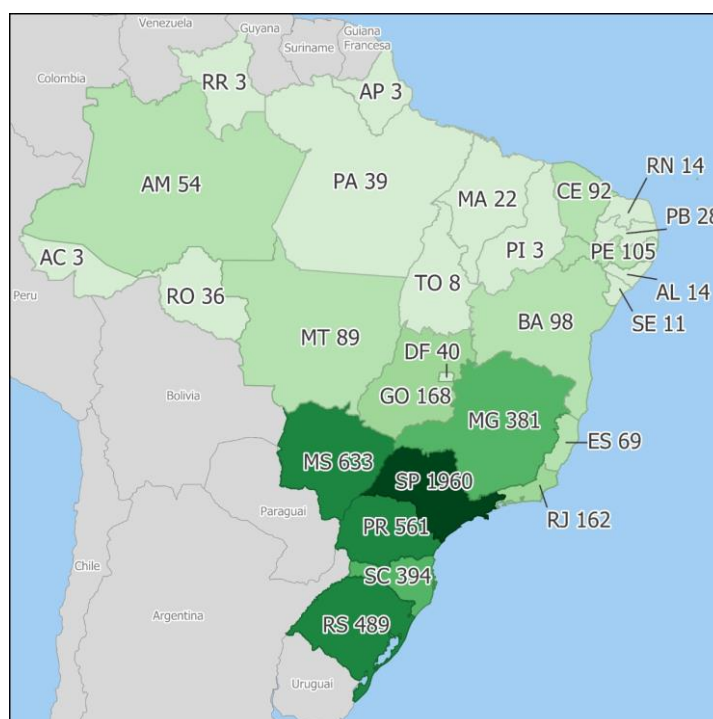 Venezuela
Guyana
Suriname
Guiana
Francesa
Colombia
RR 3
AP 3
AM 54
PA 39
MA 22
CE 92
RN 14
PB 28
PE 105
PI 3
AC 3
TO 8
AL 14
RO 36
SE 11
Peru
BA 98
MT 89
DF 40
GO 168
Bolivia
MG 381
ES 69
MS 633
SP 1960
RJ 162
Paraguai
PR 561
Chile
SC 394
Argentina
RS 489
Uruguai